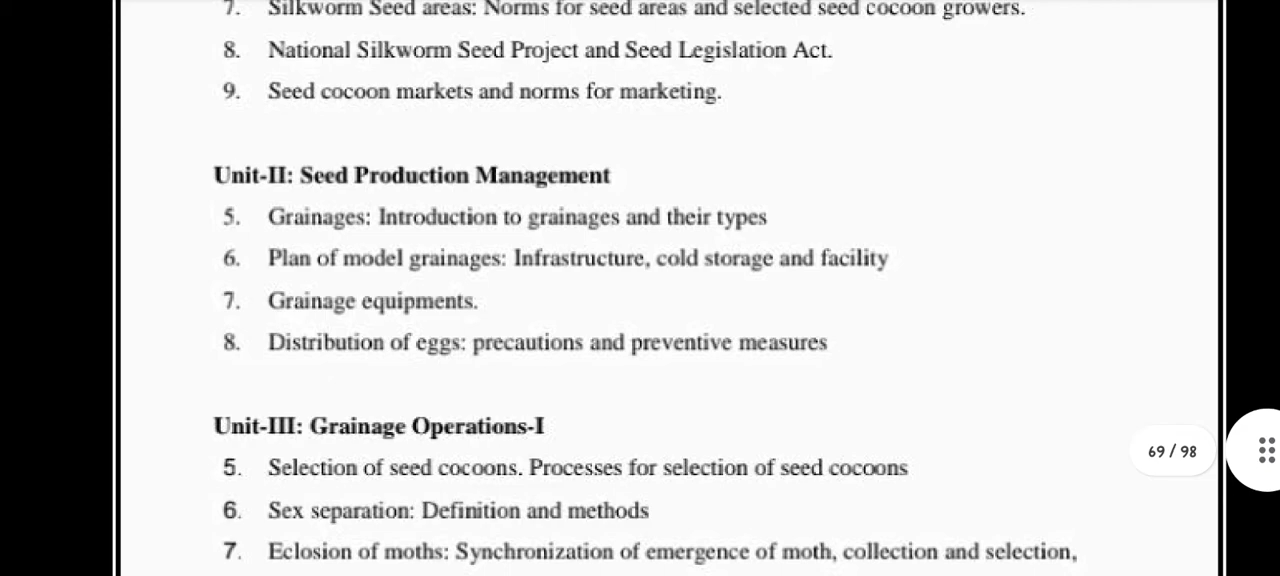 7. Silkworm Seed areas: Norms for seed areas and selected seed cocoon growers.
8. National Silkworm Seed Project and Seed Legislation Act.
9. Seed cocoon markets and norms for marketing.
Unit-II: Seed Production Management
5. Grainages: Introduction to grainages and their types
6. Plan of model grainages: Infrastructure, cold storage and facility
7. Grainage equipments.
8. Distribution of eggs: precautions and preventive measures
Unit-III: Grainage Operations-I
69 / 98
5. Selection of seed cocoons. Processes for selection of seed cocoons
6. Sex separation: Definition and methods
7. Eclosion of moths: Synchronization of emergence of moth, collection and selection,